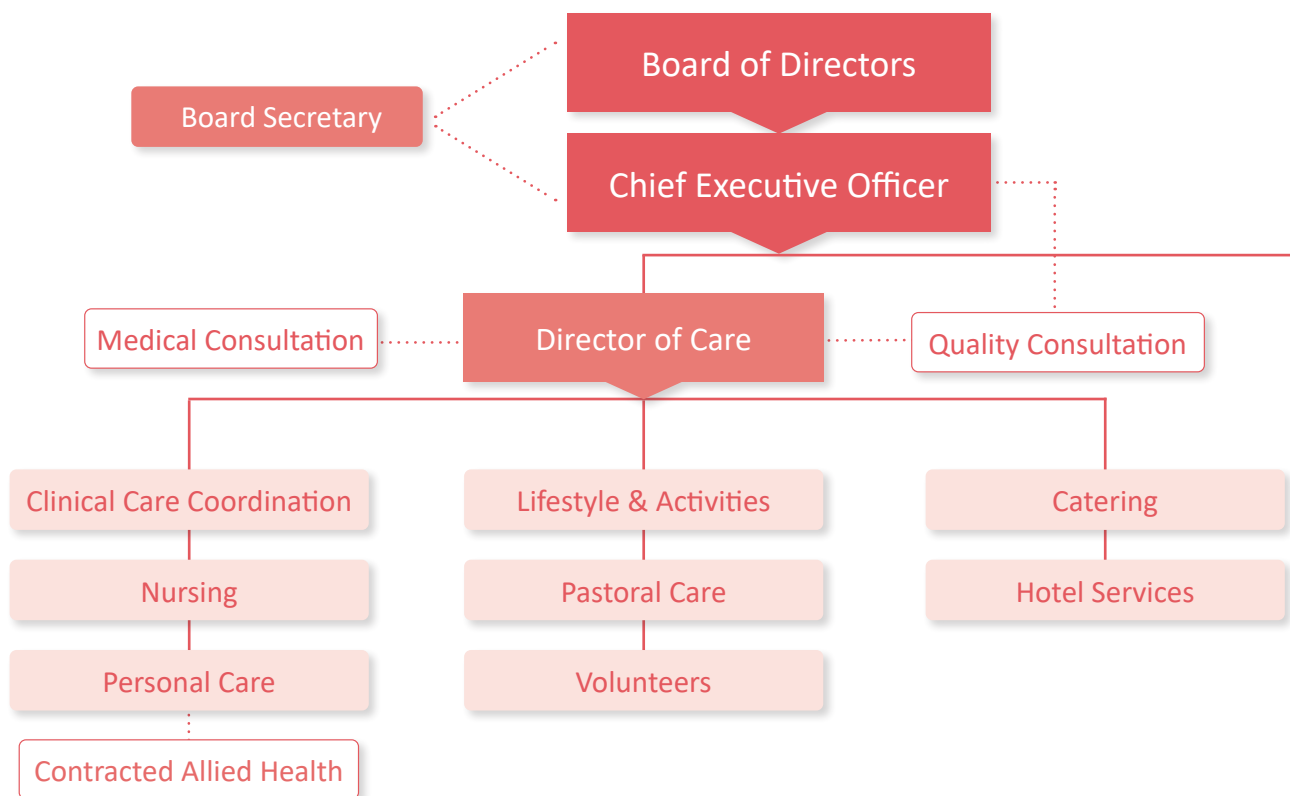 Board of Directors
Board Secretary
Chief Executive Officer
Medical Consultation
Director of Care
Quality Consultation
Clinical Care Coordination
Lifestyle & Activities
Catering
Nursing
Pastoral Care
Hotel Services
Personal Care
Volunteers
Contracted Allied Health